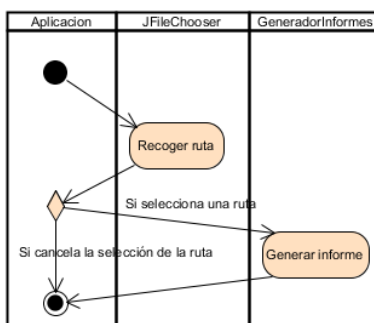 Aplicacion
JFileChooser
GeneradorInformes
Recoger ruta
Si selecciona una ruta
Si cancela la selección de la ruta
Generar informe